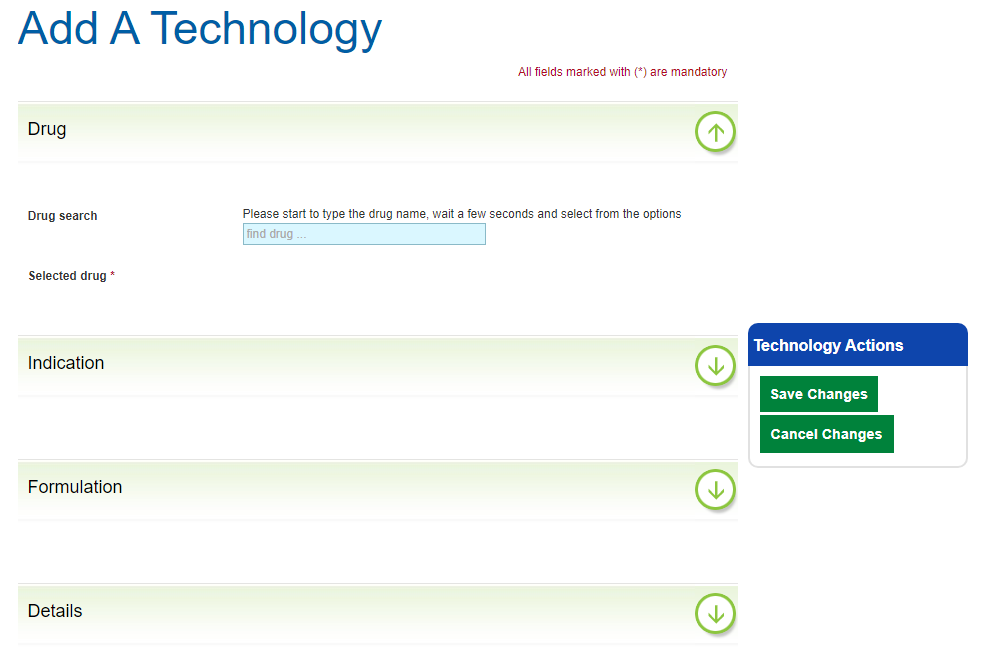 Add A Technology
All fields marked with (*) are mandatory
Drug
Drug search
Please start to type the drug name, wait a few seconds and select from the options
find drug ...
Selected drug *
Indication
Technology Actions
Save Changes
Cancel Changes
Formulation
Details